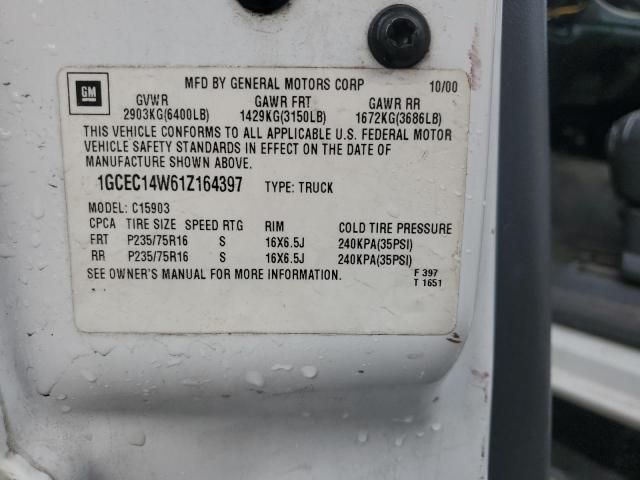 GM MFD BY GENERAL MOTORS CORP 10/00
GVWR GAWR FRT GAWR RR
2903KG(6400LB) 1429KG(3150LB) 1672KG(3686LB)
THIS VEHICLE CONFORMS TO ALL APPLICABLE U.S. FEDERAL MOTOR
VEHICLE SAFETY STANDARDS IN EFFECT ON THE DATE OF
MANUFACTURE SHOWN ABOVE.
1GCEC14W61Z164397 TYPE: TRUCK
MODEL: C15903
CPCA TIRE SIZE SPEED RTG RIM COLD TIRE PRESSURE
FRT P235/75R16 S 16X6.5J 240KPA(35PSI)
RR P235/75R16 S 16X6.5J 240KPA(35PSI)
SEE OWNER'S MANUAL FOR MORE INFORMATION. F 397
T 1651